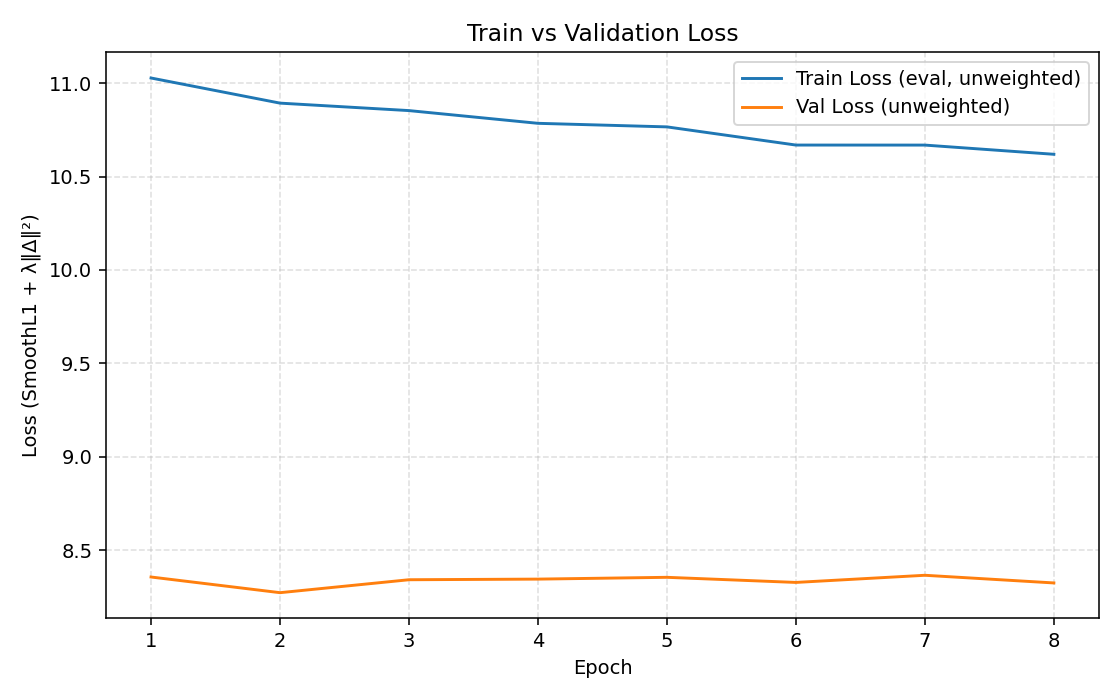 Train vs Validation Loss
Train Loss (eval, unweighted)
Val Loss (unweighted)
Loss (SmoothL1 + λ‖Δ‖²)
11.0
10.5
10.0
9.5
9.0
8.5
1 2 3 4 5 6 7 8
Epoch